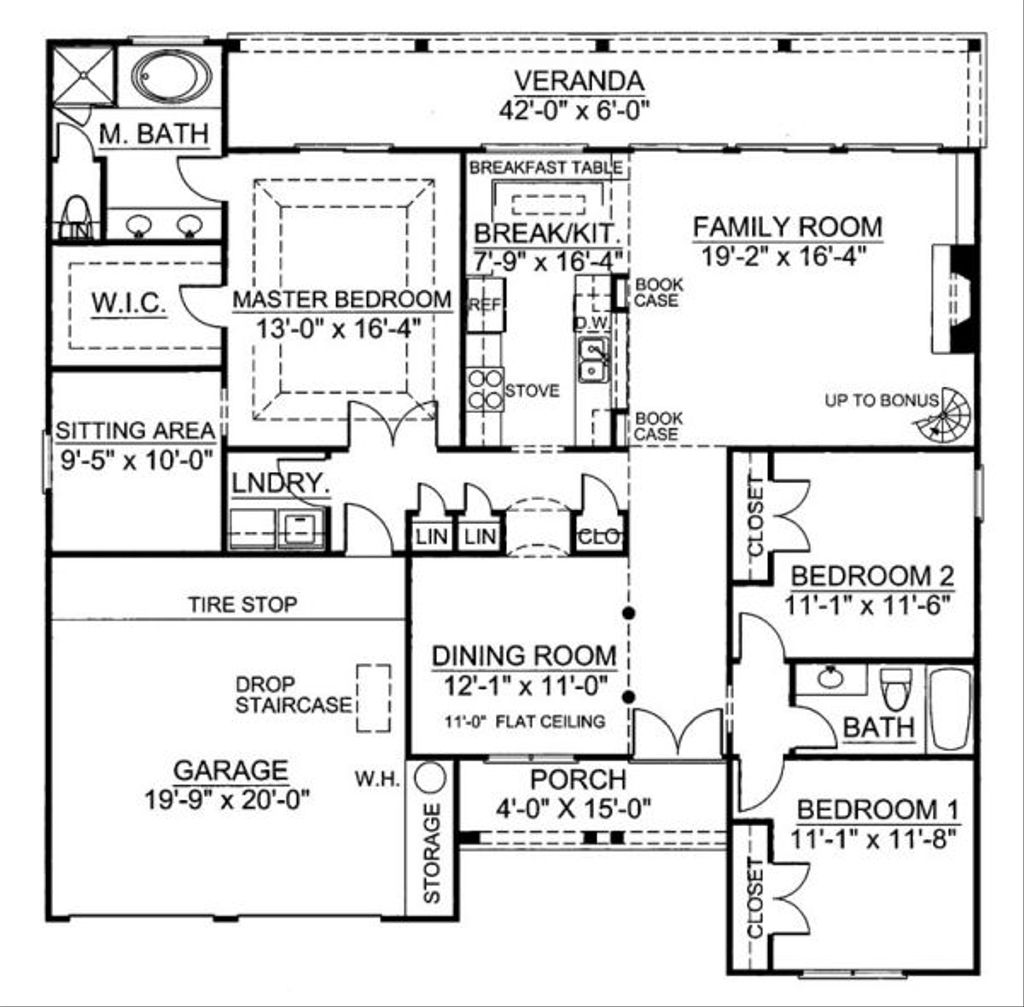 VERANDA
42'-0" x 6'-0"
M. BATH
LIN
BREAKFAST TABLE
BREAK/KIT.
7'-9" x 16'-4"
FAMILY ROOM
19'-2" x 16'-4"
W.I.C.
MASTER BEDROOM
13'-0" x 16'-4"
REF
BOOK
CASE
D.W.
STOVE
UP TO BONUS
BOOK
CASE
SITTING AREA
9'-5" x 10'-0"
LNDRY.
LIN
LIN
CLO
CLOSET
BEDROOM 2
11'-1" x 11'-6"
TIRE STOP
DINING ROOM
12'-1" x 11'-0"
11'-0" FLAT CEILING
DROP
STAIRCASE
BATH
GARAGE
19'-9" x 20'-0"
W.H.
STORAGE
PORCH
4'-0" X 15'-0"
BEDROOM 1
11'-1" x 11'-8"
CLOSET